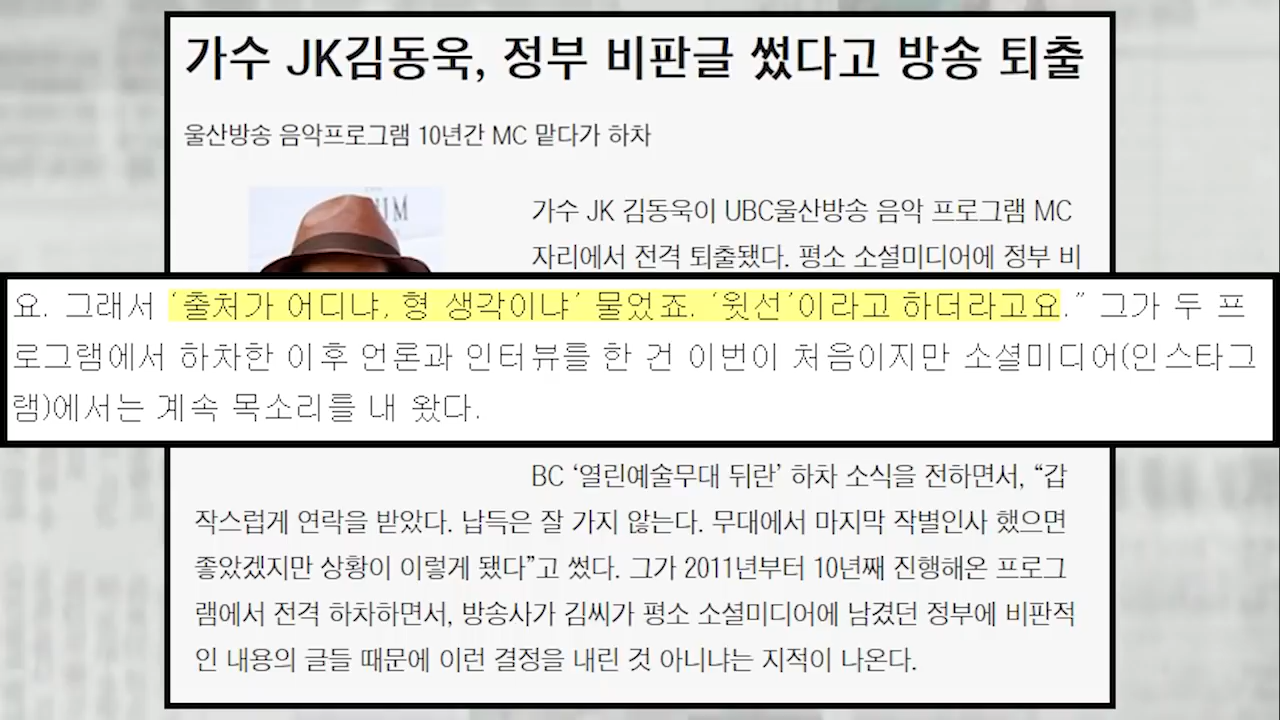 가수 JK김동욱, 정부 비판글 썼다고 방송 퇴출
울산방송 음악프로그램 10년간 MC 맡다가 하차
가수 JK 김동욱이 UBC울산방송 음악 프로그램 MC
자리에서 전격 퇴출됐다. 평소 소셜미디어에 정부 비
요. 그래서 ‘출처가 어디냐, 형 생각이냐’ 물었죠. ‘윗선’이라고 하더라고요.” 그가 두 프
로그램에서 하차한 이후 언론과 인터뷰를 한 건 이번이 처음이지만 소셜미디어(인스타그
램)에서는 계속 목소리를 내 왔다.
BC ‘열린예술무대 뒤란’ 하차 소식을 전하면서, “갑
작스럽게 연락을 받았다. 납득은 잘 가지 않는다. 무대에서 마지막 작별인사 했으면
좋았겠지만 상황이 이렇게 됐다”고 썼다. 그가 2011년부터 10년째 진행해온 프로그
램에서 전격 하차하면서, 방송사가 김씨가 평소 소셜미디어에 남겼던 정부에 비판적
인 내용의 글들 때문에 이런 결정을 내린 것 아니냐는 지적이 나온다.